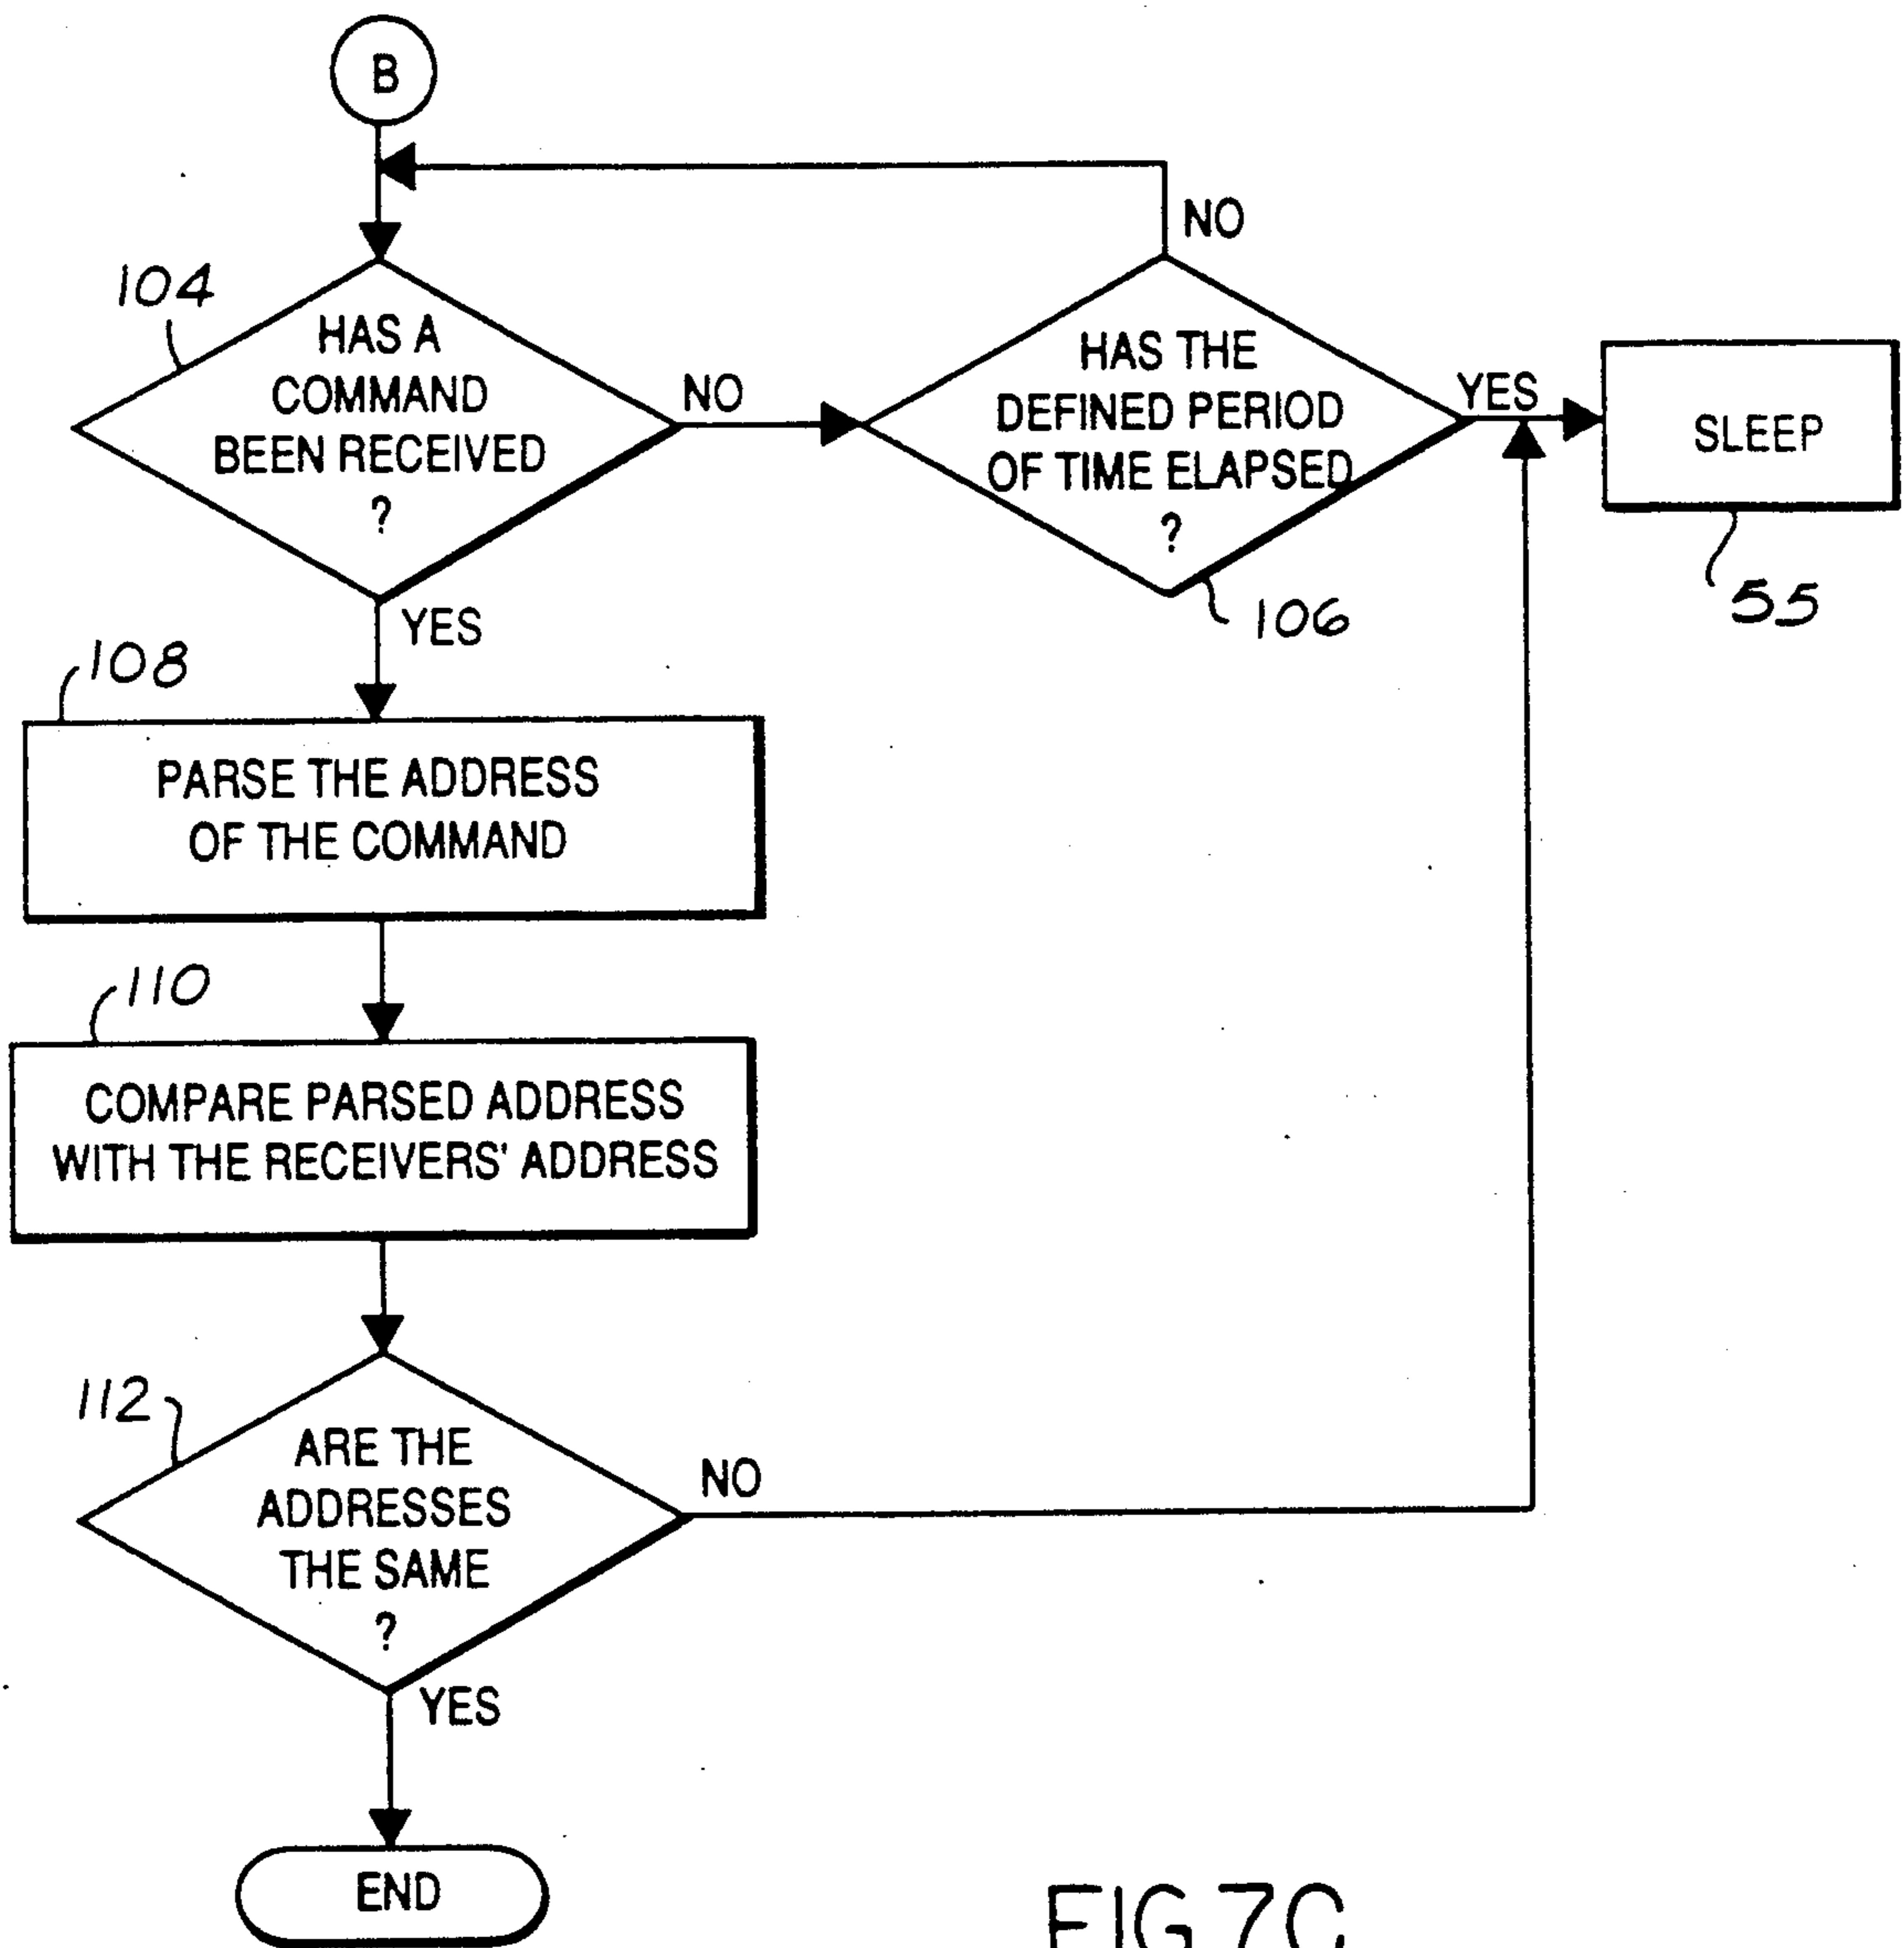 B
NO
104
HAS A
COMMAND
BEEN RECEIVED
?
NO
HAS THE
DEFINED PERIOD
OF TIME ELAPSED
?
YES
SLEEP
106
55
YES
108
PARSE THE ADDRESS
OF THE COMMAND
110
COMPARE PARSED ADDRESS
WITH THE RECEIVERS' ADDRESS
112
ARE THE
ADDRESSES
THE SAME
?
NO
YES
END
FIG.7C